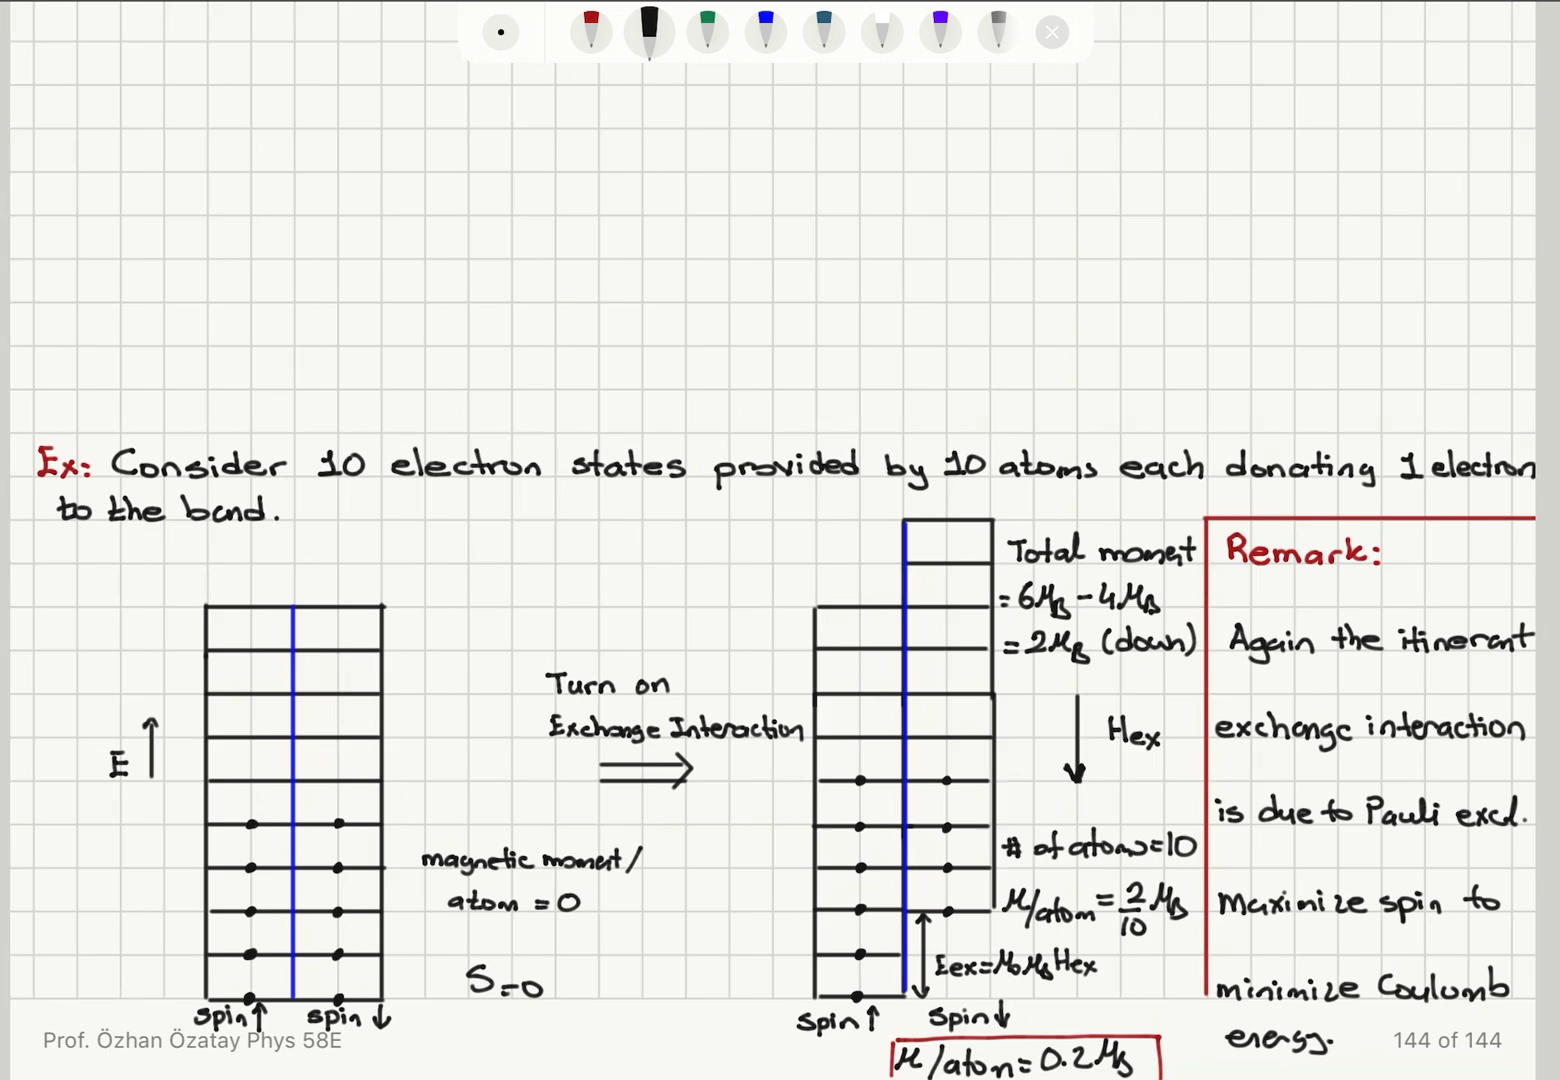 Ex: Consider 10 electron states provided by 10 atoms each donating 1 electron
to the band.
E
spin↑ spin↓
magnetic moment/
atom = 0
S=0
Turn on
Exchange Interaction
Total moment
= 6μB - 4μB
= 2μB (down)
Hex
# of atoms=10
μ/atom = 2/10 μB
Eex=μ0μBHex
spin↑ spin↓
μ/atom = 0.2μB
Remark:
Again the itinerant
exchange interaction
is due to Pauli excl.
Maximize spin to
minimize Coulomb
energy.
Prof. Özhan Özatay Phys 58E
144 of 144